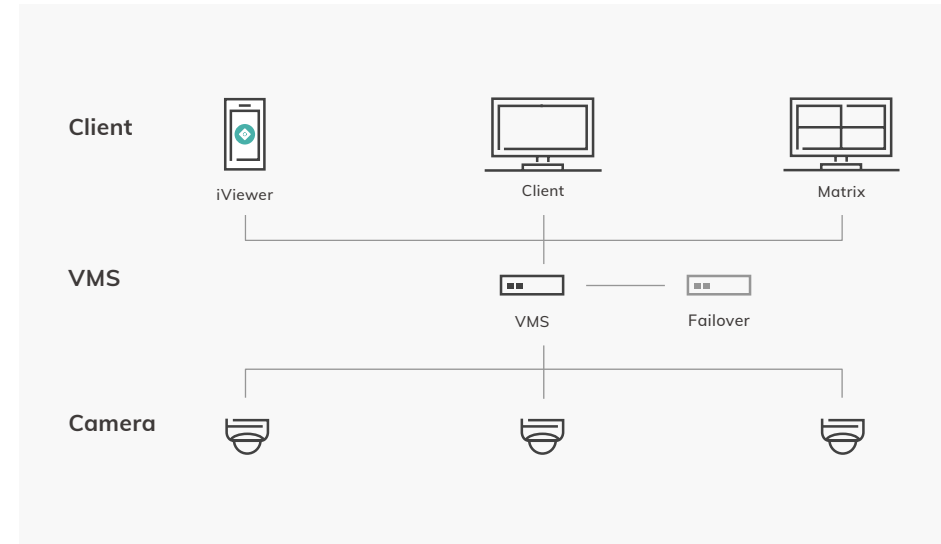 Client
iViewer
Client
Matrix
VMS
VMS
Failover
Camera